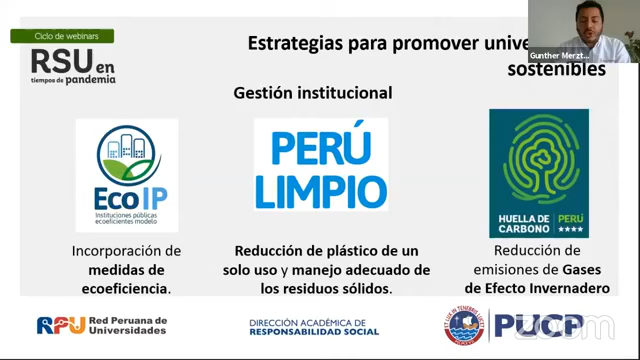 Ciclo de webinars
RSU en
tiempos de pandemia
Estrategias para promover
sostenibles
Gunther Merzt...
Gestión institucional
EcoIP
Instituciones públicas
ecoeficientes modelo
PERÚ
LIMPIO
HUELLA DE
CARBONO
PERÚ
Incorporación de
medidas de
ecoeficiencia.
Reducción de plástico de un
solo uso y manejo adecuado de
los residuos sólidos.
Reducción de
emisiones de Gases
de Efecto Invernadero
RPU Red Peruana de
Universidades
DIRECCIÓN ACADÉMICA DE
RESPONSABILIDAD SOCIAL
PUCP
zoom